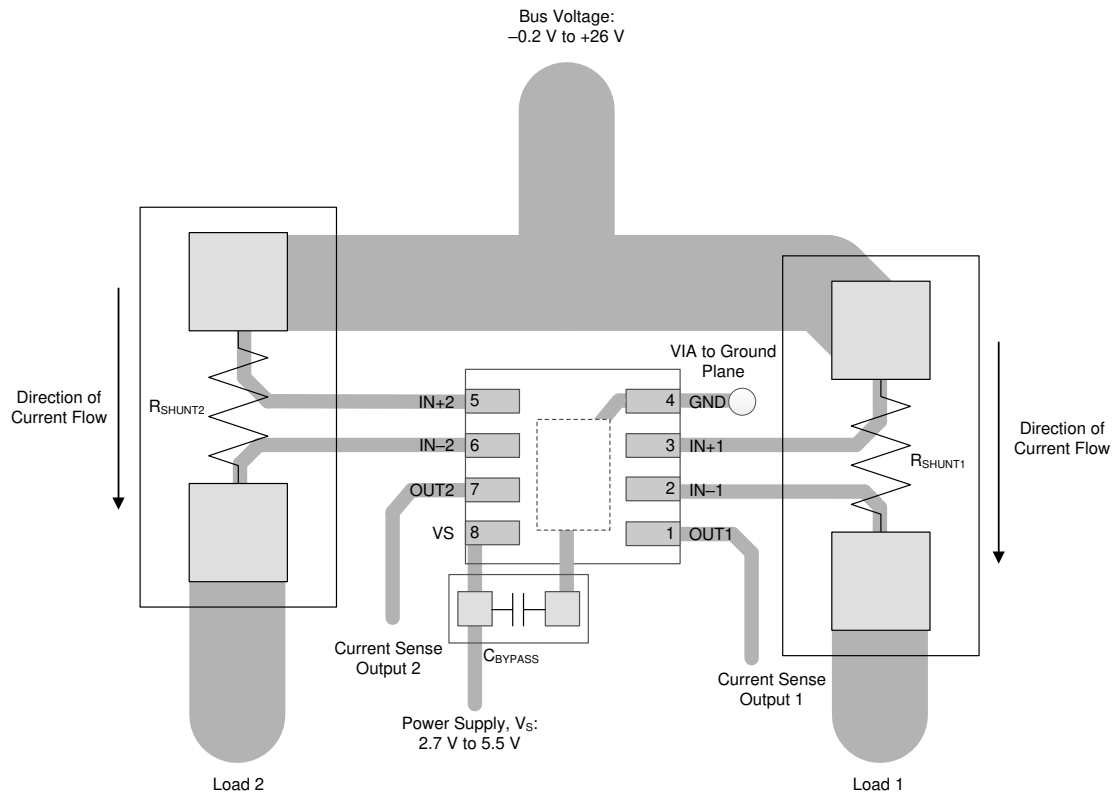 Bus Voltage:
–0.2 V to +26 V
VIA to Ground
Plane
Direction of
Current Flow
RSHUNT2
IN+2 5
4 GND
IN–2 6
3 IN+1
OUT2 7
2 IN–1
VS 8
1 OUT1
RSHUNT1
Direction of
Current Flow
CBYPASS
Current Sense
Output 2
Current Sense
Output 1
Power Supply, VS:
2.7 V to 5.5 V
Load 2
Load 1